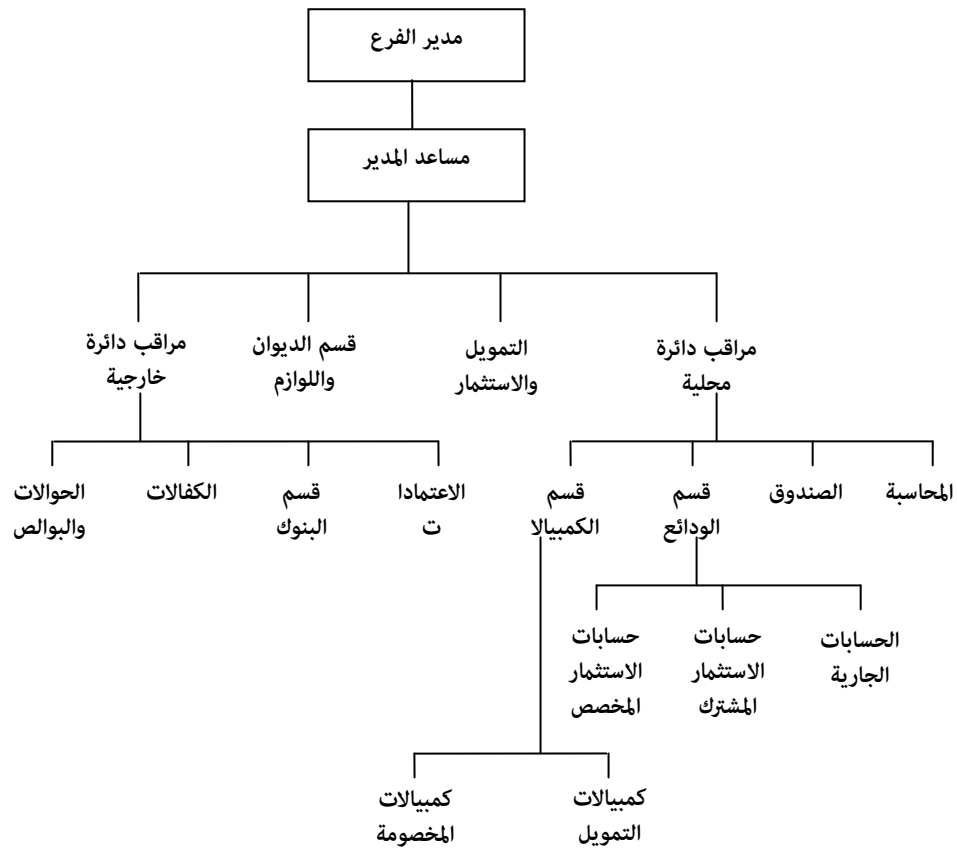 مدير الفرع
مساعد المدير
مراقب دائرة
محلية
التمويل
والاستثمار
قسم الديوان
واللوازم
مراقب دائرة
خارجية
المحاسبة
الصندوق
قسم
الودائع
قسم
الكمبيالا
الاعتمادا
ت
قسم
البنوك
الكفالات
الحوالات
والبوالص
الحسابات
الجارية
حسابات
الاستثمار
المشترك
حسابات
الاستثمار
المخصص
كمبيالات
التمويل
كمبيالات
المخصومة